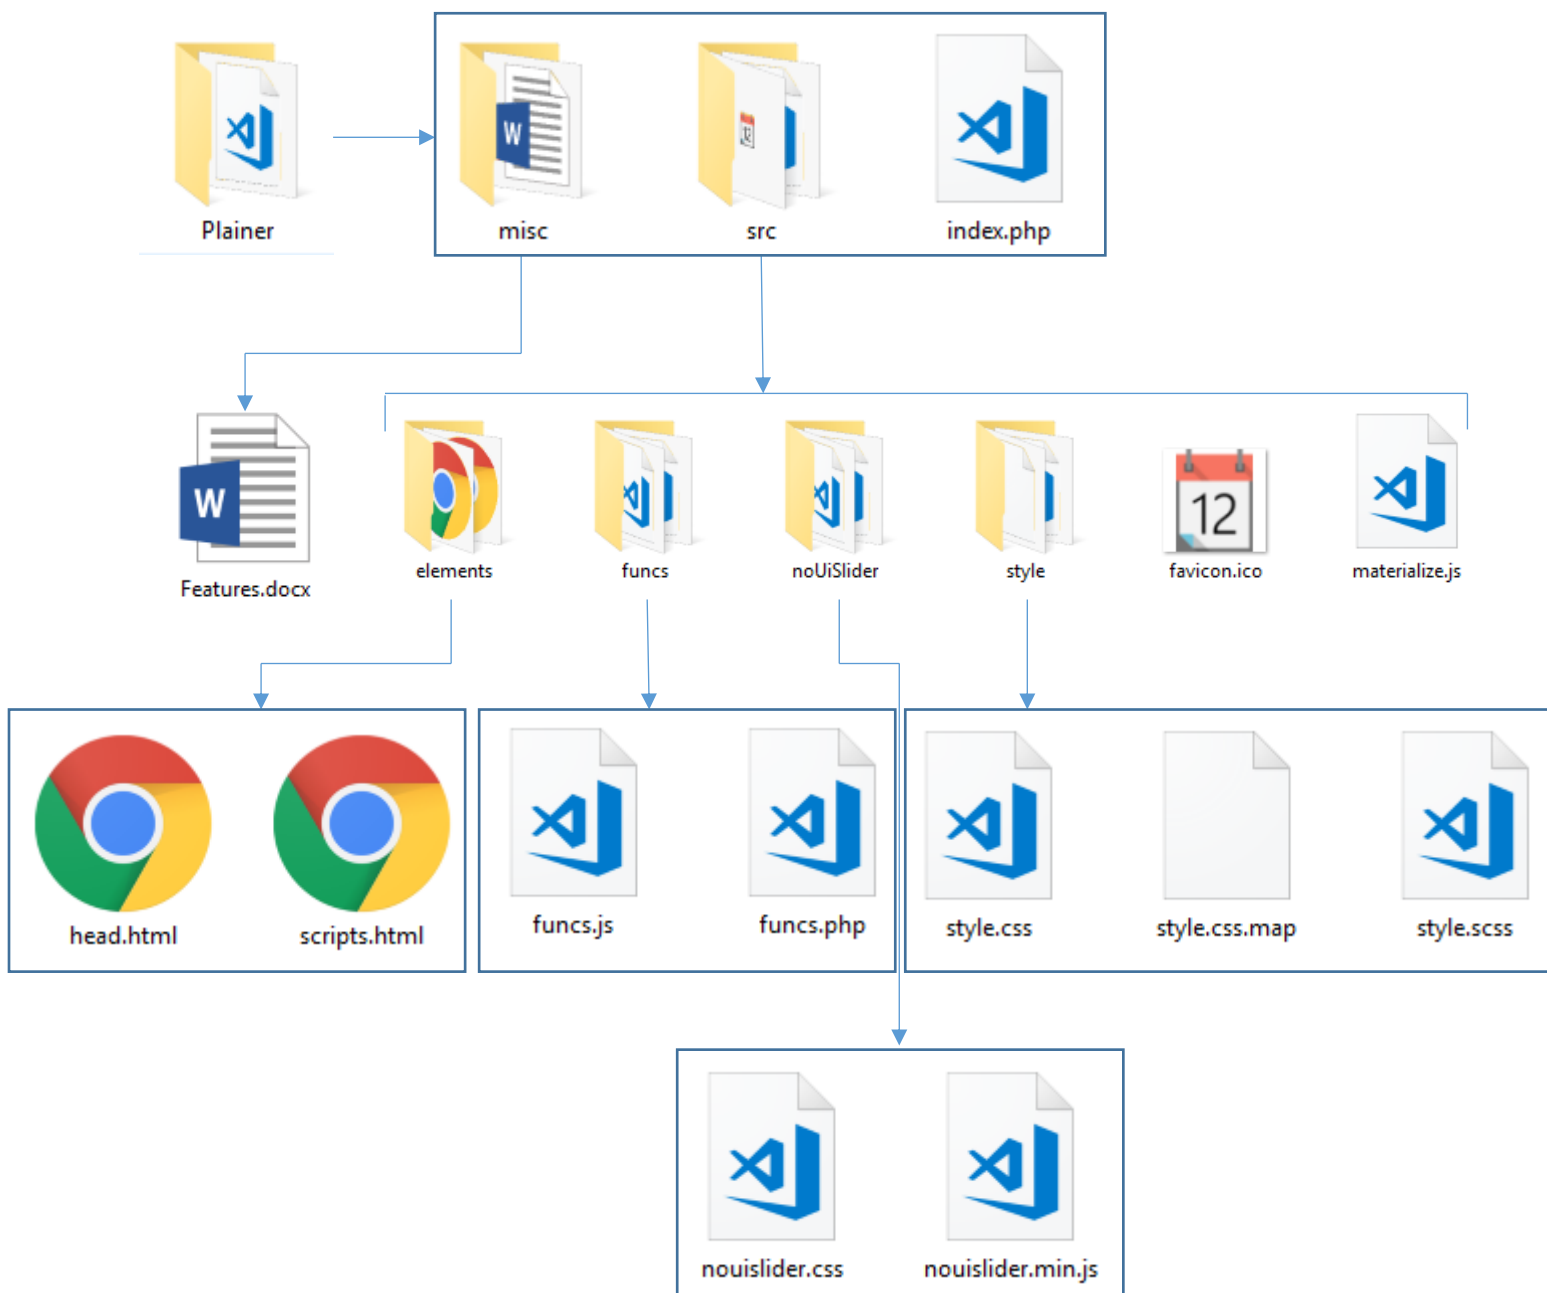 Plainer
misc
src
index.php
Features.docx
elements
funcs
noUiSlider
style
favicon.ico
12
materialize.js
head.html
scripts.html
funcs.js
funcs.php
style.css
style.css.map
style.scss
nouislider.css
nouislider.min.js